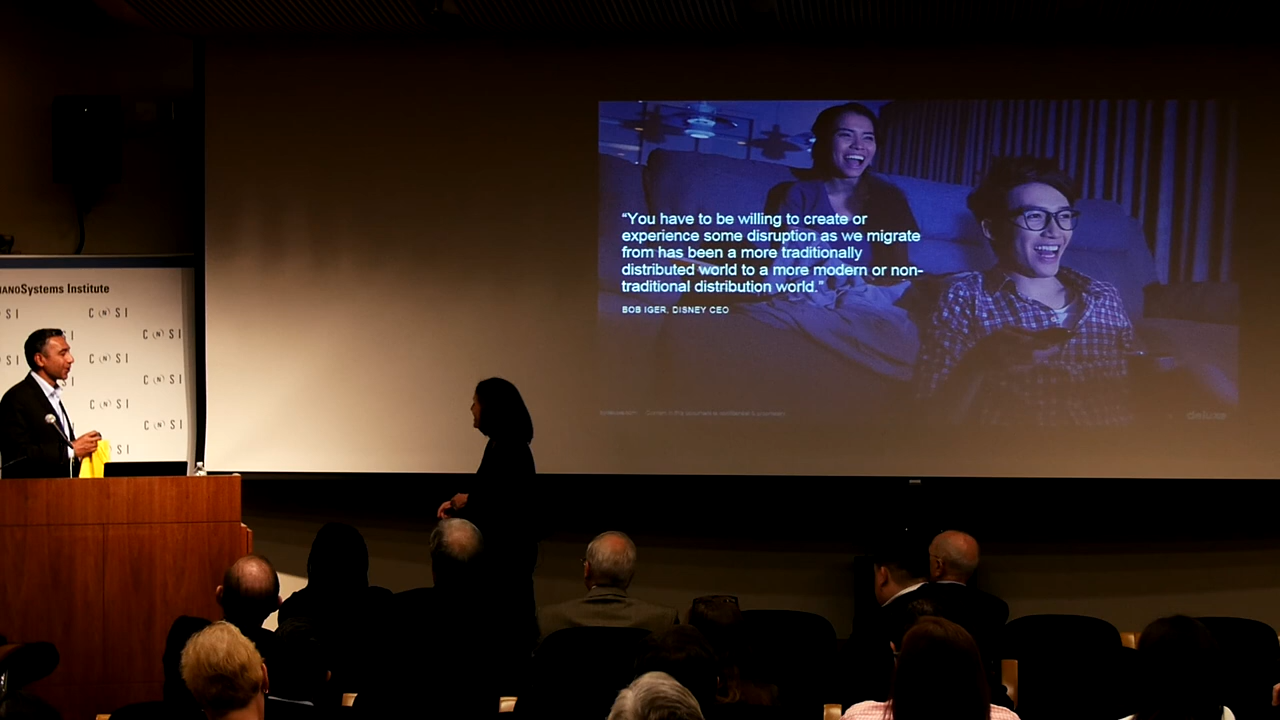 NANOSystems Institute
S I
C (N) S I
S I
C (N) S I
S I
C (N) S I
S I
C (N) S I
C (N) S I
C (N) S I
S I
“You have to be willing to create or
experience some disruption as we migrate
from has been a more traditionally
distributed world to a more modern or non-
traditional distribution world.”
BOB IGER, DISNEY CEO
deluxe